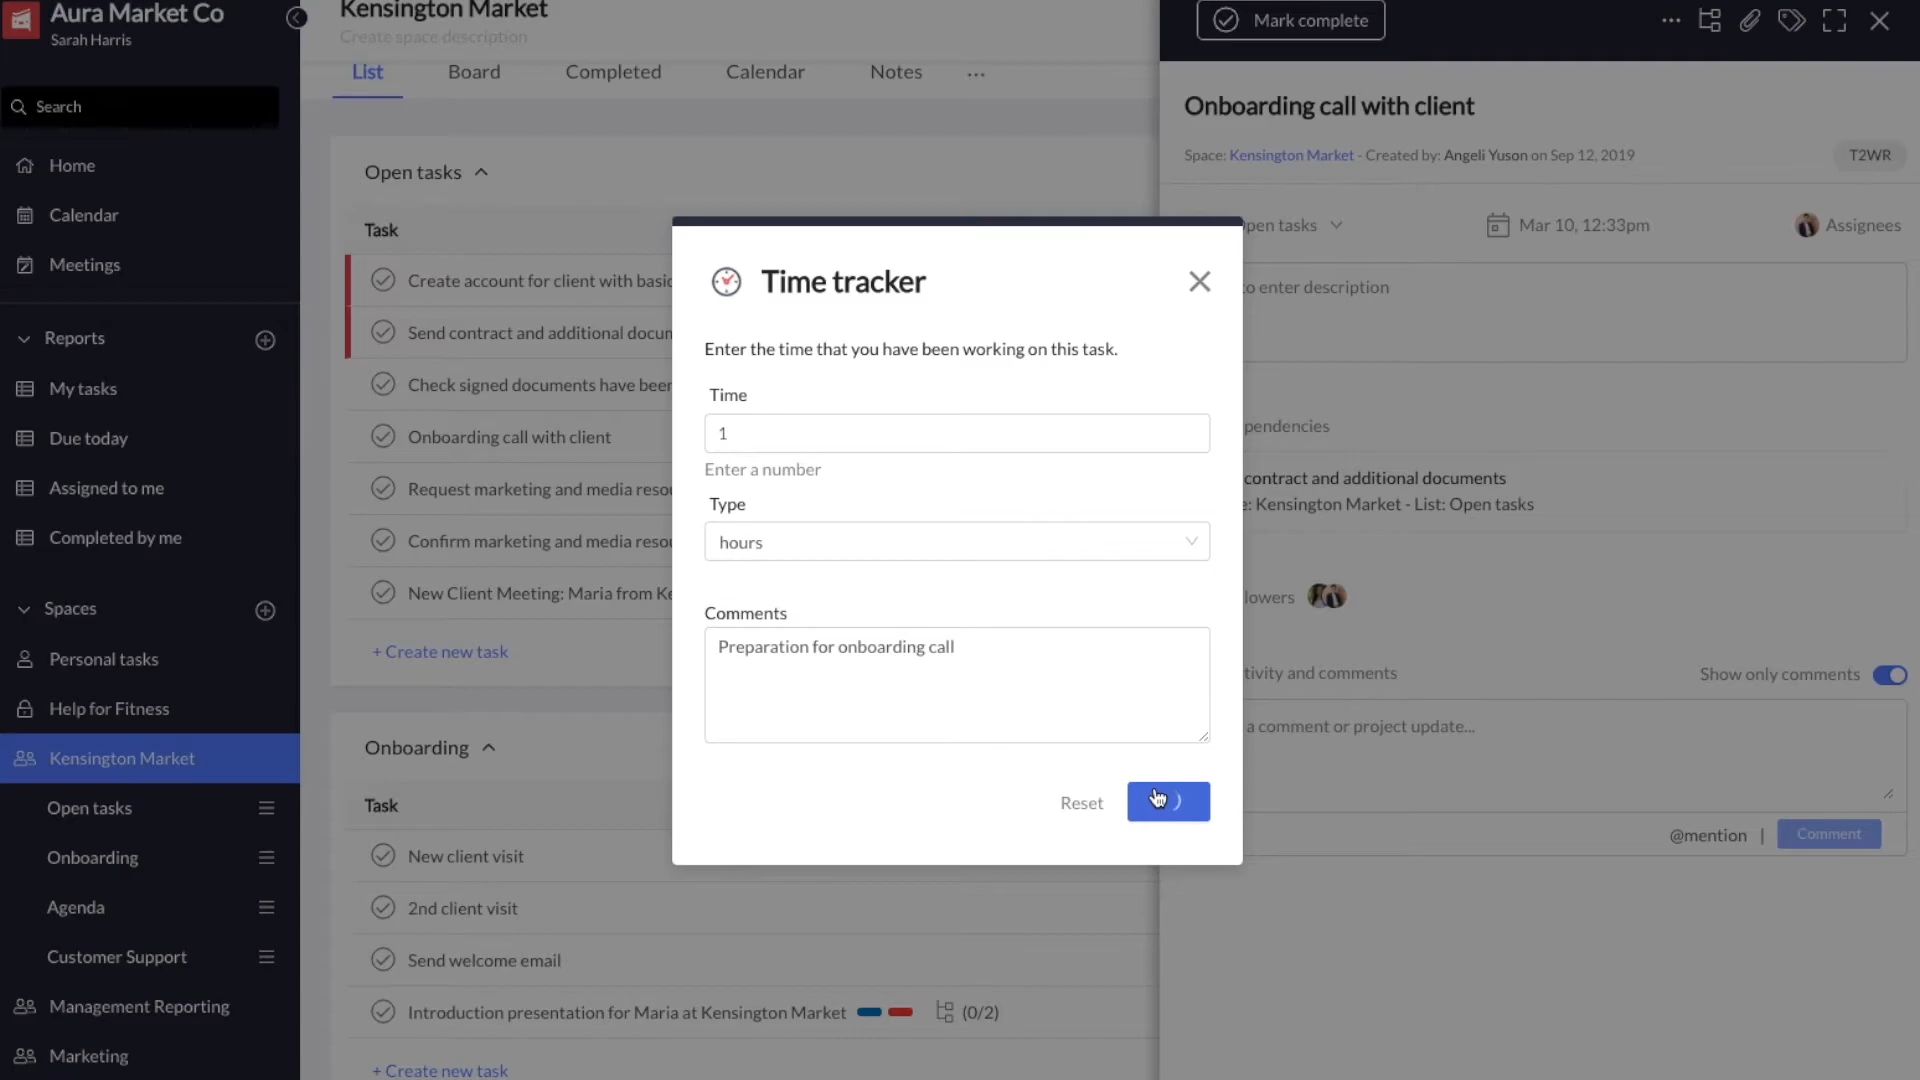 Aura Market Co
Sarah Harris
Search
Home
Calendar
Meetings
Reports
My tasks
Due today
Assigned to me
Completed by me
Spaces
Personal tasks
Help for Fitness
Kensington Market
Open tasks
Onboarding
Agenda
Customer Support
Management Reporting
Marketing
Kensington Market
Create space description
List Board Completed Calendar Notes ...
Open tasks
Task
Create account for client with basic
Send contract and additional docum
Check signed documents have been
Onboarding call with client
Request marketing and media resou
Confirm marketing and media resou
New Client Meeting: Maria from Ke
+ Create new task
Onboarding
Task
New client visit
2nd client visit
Send welcome email
Introduction presentation for Maria at Kensington Market (0/2)
+ Create new task
Time tracker
Enter the time that you have been working on this task.
Time
1
Enter a number
Type
hours
Comments
Preparation for onboarding call
Reset
Mark complete
Onboarding call with client
Space: Kensington Market - Created by: Angeli Yuson on Sep 12, 2019
T2WR
pen tasks
Mar 10, 12:33pm
Assignees
to enter description
pendencies
contract and additional documents
e: Kensington Market - List: Open tasks
lowers
tivity and comments
Show only comments
a comment or project update...
@mention |
Comment